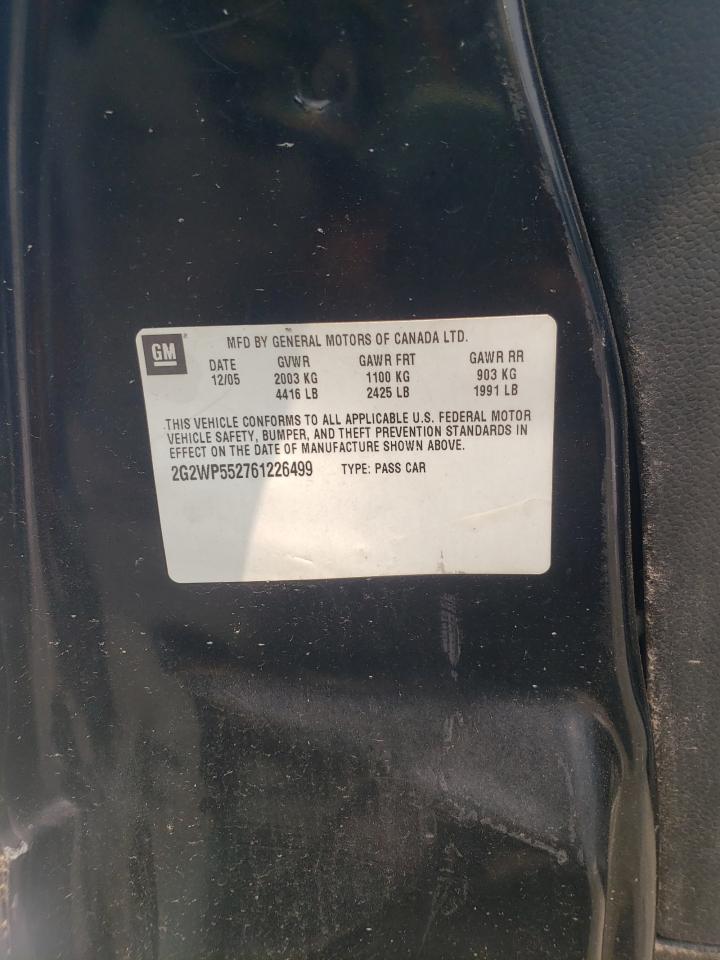 GM
MFD BY GENERAL MOTORS OF CANADA LTD.
DATE GVWR GAWR FRT GAWR RR
12/05 2003 KG 1100 KG 903 KG
4416 LB 2425 LB 1991 LB
THIS VEHICLE CONFORMS TO ALL APPLICABLE U.S. FEDERAL MOTOR
VEHICLE SAFETY, BUMPER, AND THEFT PREVENTION STANDARDS IN
EFFECT ON THE DATE OF MANUFACTURE SHOWN ABOVE.
2G2WP552761226499 TYPE: PASS CAR